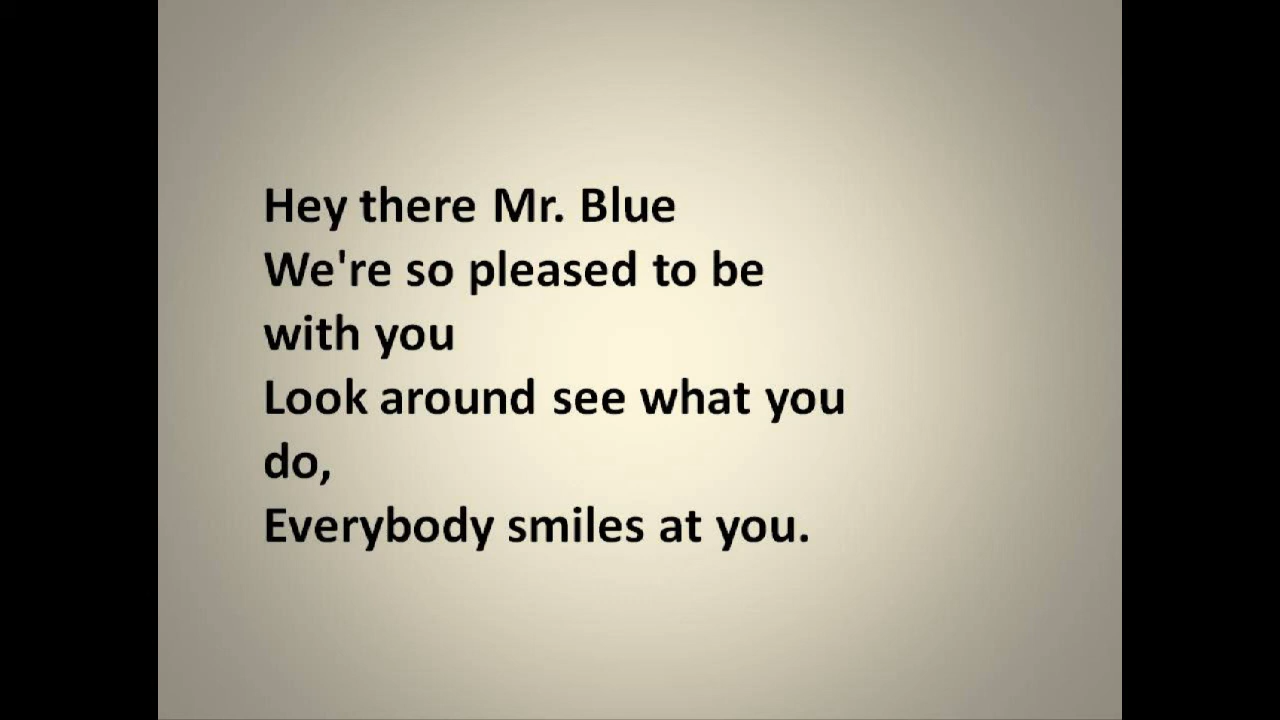 Hey there Mr. Blue
We're so pleased to be
with you
Look around see what you
do,
Everybody smiles at you.